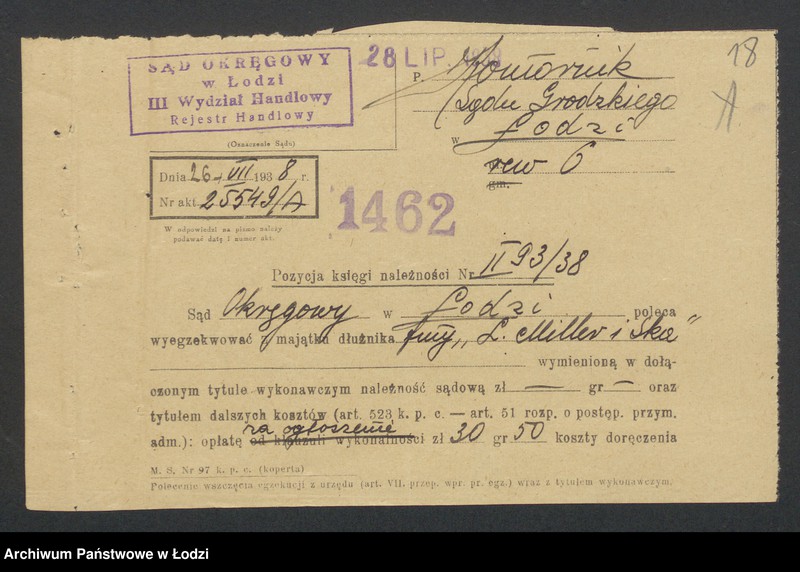 SĄD OKRĘGOWY
w Łodzi
III Wydział Handlowy
Rejestr Handlowy
(Oznaczenie Sądu)
28 LIP. 1938
18
A.
P. Komornik
Sądu Grodzkiego
w Łodzi
rew 6
gm.
Dnia 26. VII 1938 r.
Nr akt. 25549/A
W odpowiedzi na pismo należy
podawać datę i numer akt.
1462
Pozycja księgi należności Nr II 93/38
Sąd Okręgowy w Łodzi poleca
wyegzekwować z majątku dłużnika fmy „L. Miller i Ska"
wymienioną w dołą-
czonym tytule wykonawczym należność sądową zł — gr — oraz
tytułem dalszych kosztów (art. 523 k. p. c. — art. 51 rozp. o postęp. przym.
za ogłoszenie
adm.): opłatę od klauzuli wykonalności zł 30 gr 50 koszty doręczenia
M. S. Nr 97 k. p. c. (koperta)
Polecenie wszczęcia egzekucji z urzędu (art. VII. przep. wpr. pr. egz.) wraz z tytułem wykonawczym.
Archiwum Państwowe w Łodzi